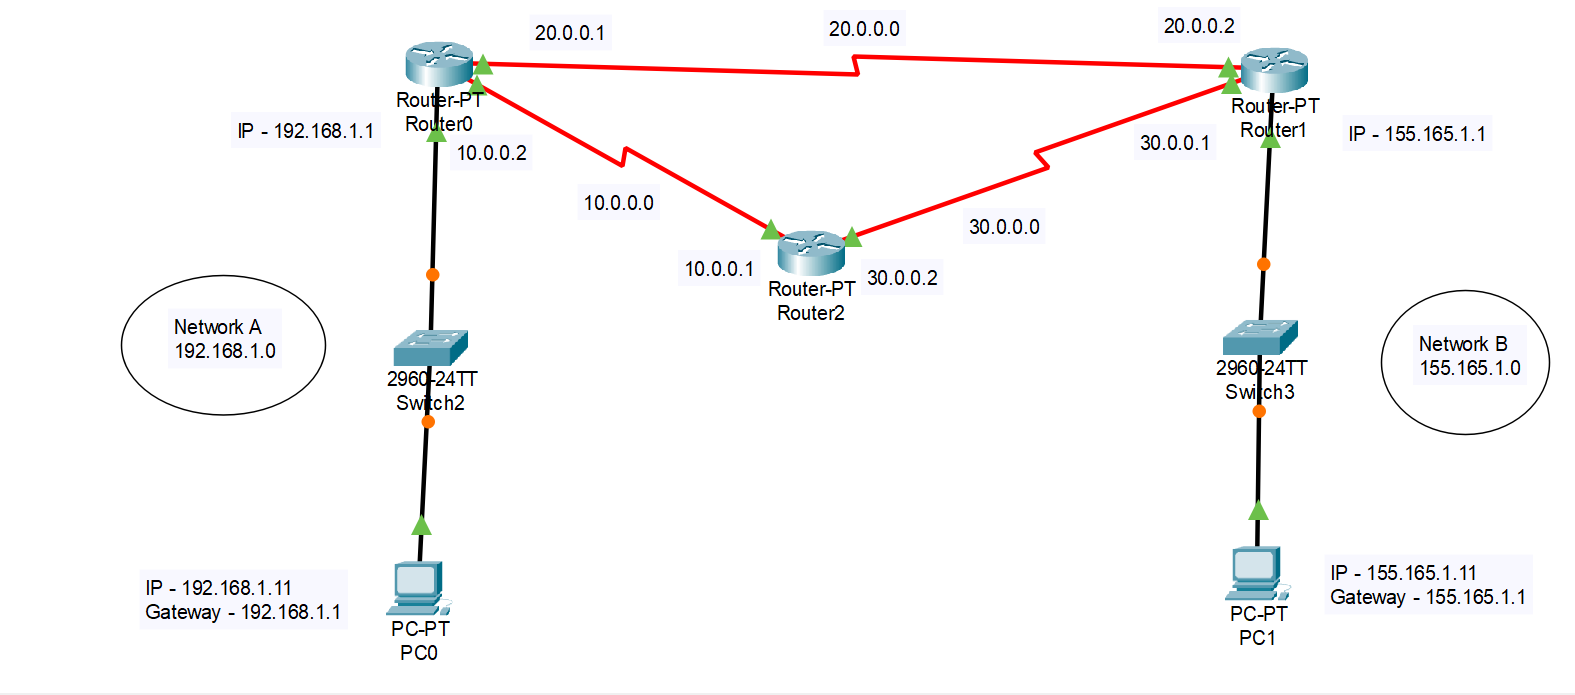 20.0.0.1
20.0.0.0
20.0.0.2
Router-PT
Router0
Router-PT
Router1
IP - 192.168.1.1
10.0.0.2
30.0.0.1
IP - 155.165.1.1
10.0.0.0
30.0.0.0
10.0.0.1
Router-PT
Router2
30.0.0.2
Network A
192.168.1.0
2960-24TT
Switch2
2960-24TT
Switch3
Network B
155.165.1.0
IP - 192.168.1.11
Gateway - 192.168.1.1
PC-PT
PC0
PC-PT
PC1
IP - 155.165.1.11
Gateway - 155.165.1.1